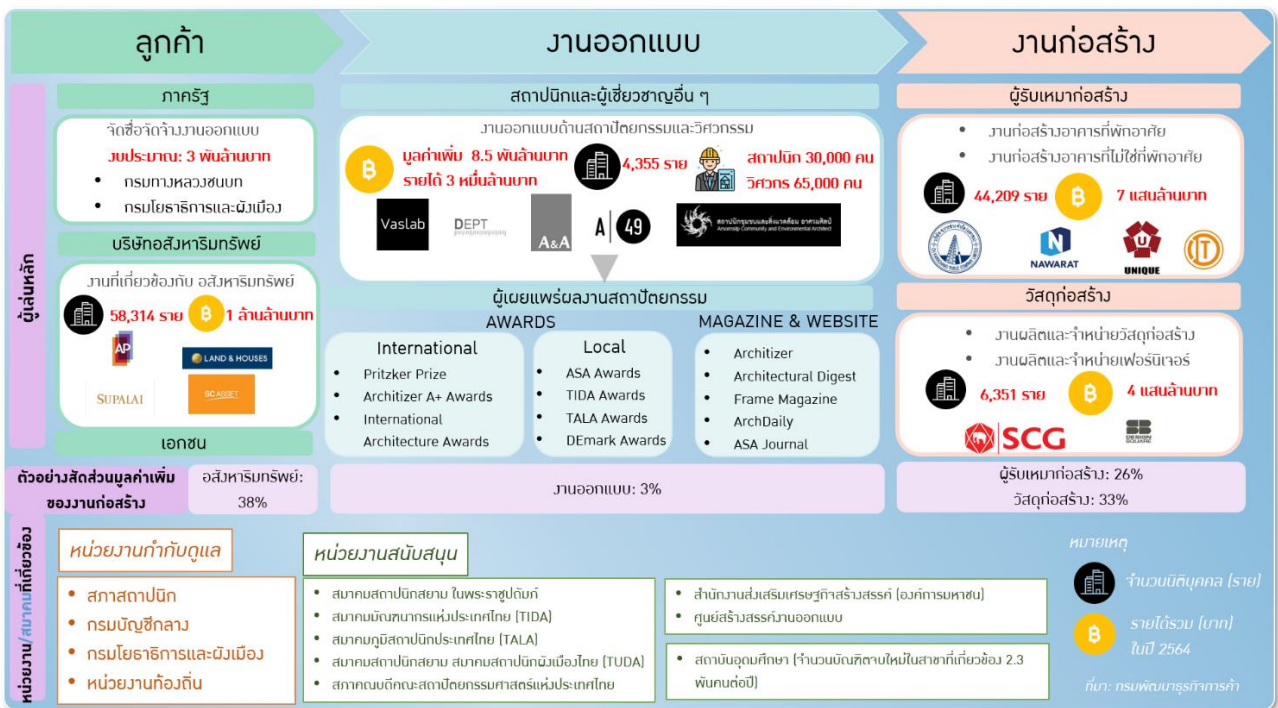 ลูกค้า
งานออกแบบ
งานก่อสร้าง
ผู้เล่นหลัก
ภาครัฐ
จัดซื้อจัดจ้างงานออกแบบ
งบประมาณ: 3 พันล้านบาท
• กรมทางหลวงชนบท
• กรมโยธาธิการและผังเมือง
บริษัทอสังหาริมทรัพย์
งานที่เกี่ยวข้องกับ อสังหาริมทรัพย์
58,314 ราย
1 ล้านล้านบาท
AP
LAND & HOUSES
SUPALAI
SC ASSET
เอกชน
สถาปนิกและผู้เชี่ยวชาญอื่น ๆ
งานออกแบบด้านสถาปัตยกรรมและวิศวกรรม
มูลค่าเพิ่ม 8.5 พันล้านบาท
รายได้ 3 หมื่นล้านบาท
4,355 ราย
สถาปนิก 30,000 คน
วิศวกร 65,000 คน
Vaslab
DEPT
A&A
A 49
สถาปนิกชุมชนและสิ่งแวดล้อม อาศรมศิลป์
Arsomsilp Community and Environmental Architect
ผู้เผยแพร่ผลงานสถาปัตยกรรม
AWARDS
MAGAZINE & WEBSITE
International
• Pritzker Prize
• Architizer A+ Awards
• International
Architecture Awards
Local
• ASA Awards
• TIDA Awards
• TALA Awards
• DEmark Awards
• Architizer
• Architectural Digest
• Frame Magazine
• ArchDaily
• ASA Journal
ผู้รับเหมาก่อสร้าง
• งานก่อสร้างอาคารที่พักอาศัย
• งานก่อสร้างอาคารที่ไม่ใช่ที่พักอาศัย
44,209 ราย
7 แสนล้านบาท
NAWARAT
UNIQUE
วัสดุก่อสร้าง
• งานผลิตและจำหน่ายวัสดุก่อสร้าง
• งานผลิตและจำหน่ายเฟอร์นิเจอร์
6,351 ราย
4 แสนล้านบาท
SCG
DESIGN
SQUARE
ตัวอย่างสัดส่วนมูลค่าเพิ่ม
ของงานก่อสร้าง
อสังหาริมทรัพย์:
38%
งานออกแบบ: 3%
ผู้รับเหมาก่อสร้าง: 26%
วัสดุก่อสร้าง: 33%
หน่วยงาน/สมาคมที่เกี่ยวข้อง
หน่วยงานกำกับดูแล
• สภาสถาปนิก
• กรมบัญชีกลาง
• กรมโยธาธิการและผังเมือง
• หน่วยงานท้องถิ่น
หน่วยงานสนับสนุน
• สมาคมสถาปนิกสยาม ในพระราชูปถัมภ์
• สมาคมมัณฑนากรแห่งประเทศไทย (TIDA)
• สมาคมภูมิสถาปนิกประเทศไทย (TALA)
• สมาคมสถาปนิกสยาม สมาคมสถาปนิกผังเมืองไทย (TUDA)
• สภาคณบดีคณะสถาปัตยกรรมศาสตร์แห่งประเทศไทย
• สำนักงานส่งเสริมเศรษฐกิจสร้างสรรค์ (องค์การมหาชน)
• ศูนย์สร้างสรรค์งานออกแบบ
• สถาบันอุดมศึกษา (จำนวนบัณฑิตจบใหม่ในสาขาที่เกี่ยวข้อง 2.3
พันคนต่อปี)
หมายเหตุ
จำนวนนิติบุคคล (ราย)
รายได้รวม (บาท)
ในปี 2564
ที่มา: กรมพัฒนาธุรกิจการค้า